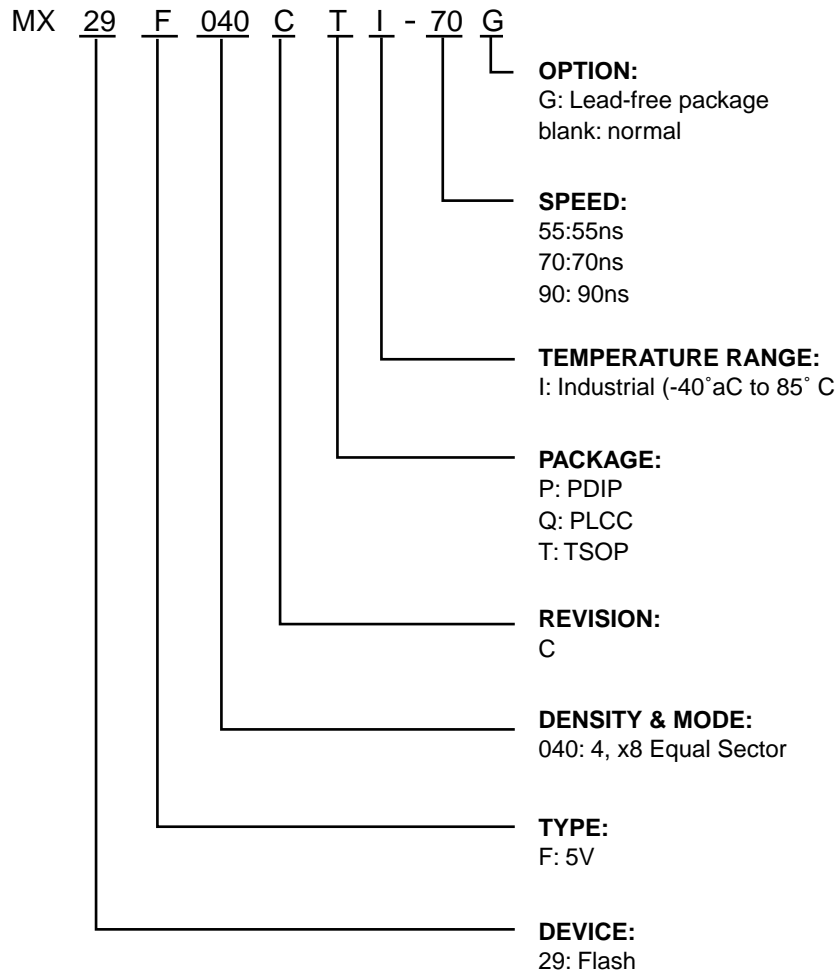 MX 29 F 040 C T I - 70 G
OPTION:
G: Lead-free package
blank: normal
SPEED:
55:55ns
70:70ns
90: 90ns
TEMPERATURE RANGE:
I: Industrial (-40˚aC to 85˚ C
PACKAGE:
P: PDIP
Q: PLCC
T: TSOP
REVISION:
C
DENSITY & MODE:
040: 4, x8 Equal Sector
TYPE:
F: 5V
DEVICE:
29: Flash